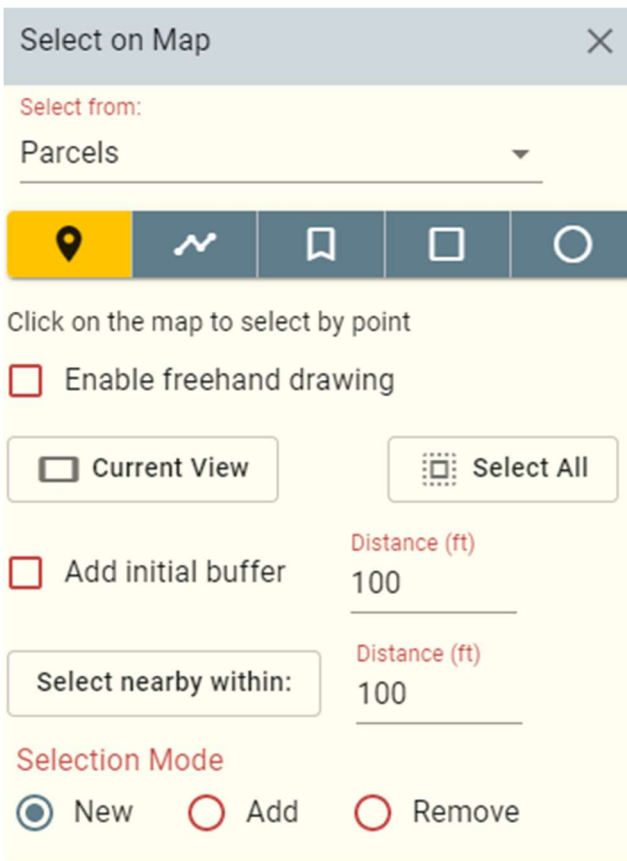 Select on Map
Select from:
Parcels
Click on the map to select by point
Enable freehand drawing
Current View Select All
Distance (ft)
Add initial buffer 100
Distance (ft)
Select nearby within: 100
Selection Mode
New Add Remove